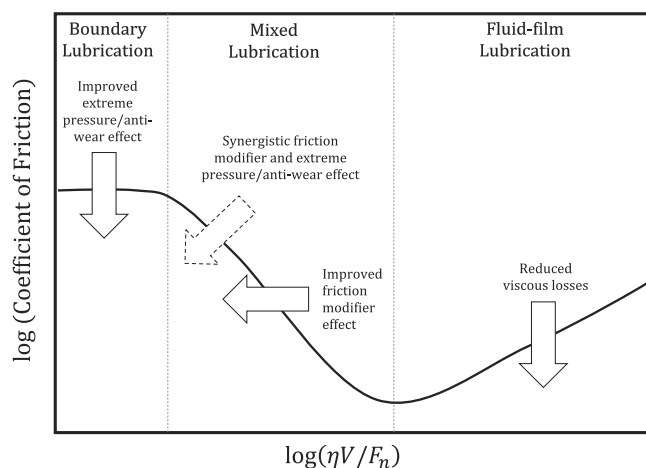 Boundary
Lubrication
Mixed
Lubrication
Fluid-film
Lubrication
Improved
extreme
pressure/anti-
wear effect
Synergistic friction
modifier and extreme
pressure/anti-wear effect
Improved
friction
modifier
effect
Reduced
viscous losses
log (Coefficient of Friction)
log(ηV/Fₙ)